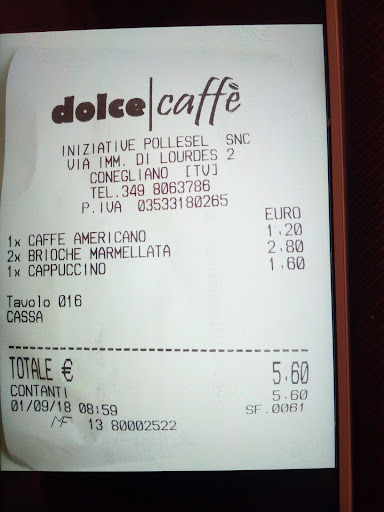 dolce caffè
INIZIATIVE POLLESEL SNC
VIA IMM. DI LOURDES 2
CONEGLIANO [TV]
TEL.349 8063786
P.IVA 03533180265
EURO
1x CAFFE AMERICANO 1,20
2x BRIOCHE MARMELLATA 2,80
1x CAPPUCCINO 1,60
Tavolo 016
CASSA
TOTALE € 5,60
CONTANTI 5,60
01/09/18 08:59 SF.0061
MF 13 80002522